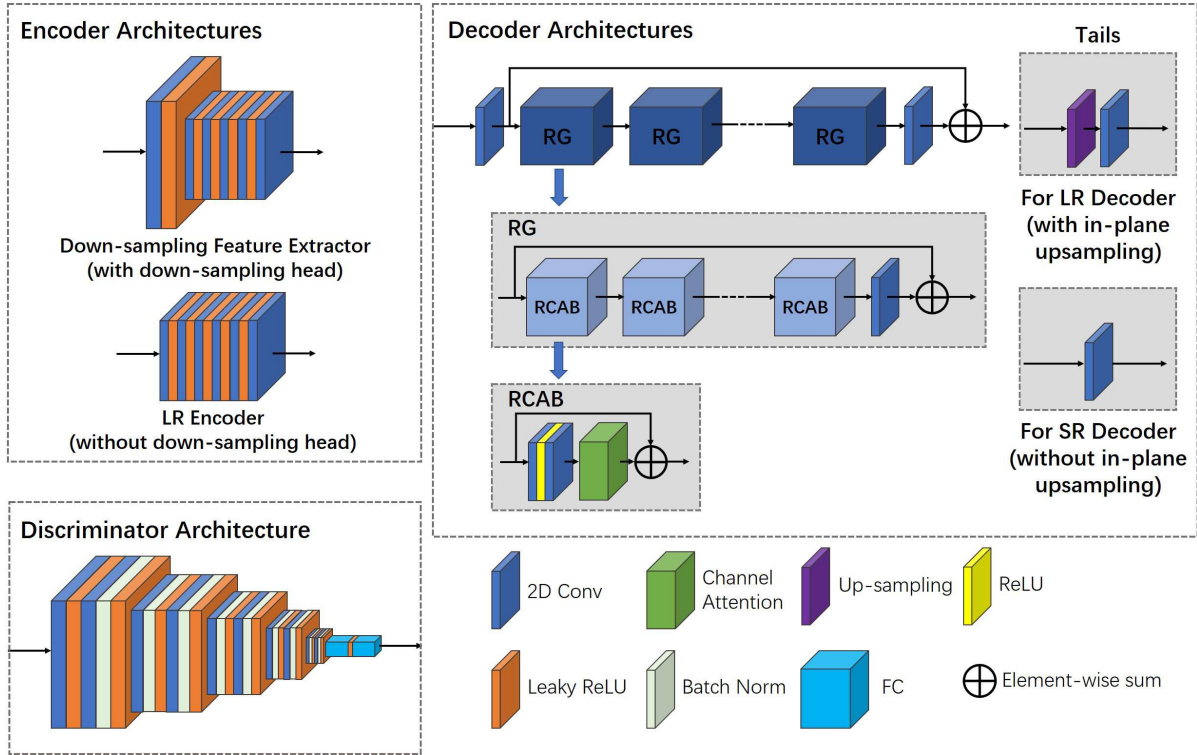 Encoder Architectures
Down-sampling Feature Extractor
(with down-sampling head)
LR Encoder
(without down-sampling head)
Discriminator Architecture
Decoder Architectures
RG
RG
RG
RG
RCAB
RCAB
RCAB
RCAB
Tails
For LR Decoder
(with in-plane
upsampling)
For SR Decoder
(without in-plane
upsampling)
2D Conv
Channel
Attention
Up-sampling
ReLU
Leaky ReLU
Batch Norm
FC
Element-wise sum